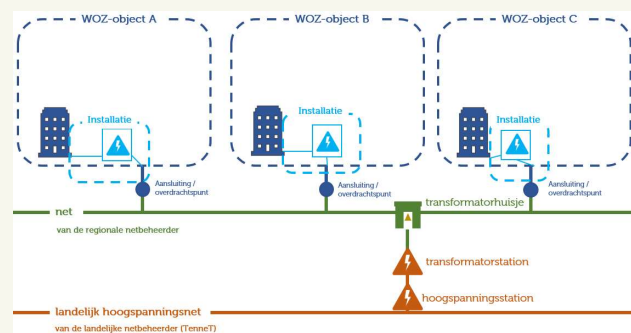 WOZ-object A
WOZ-object B
WOZ-object C
Installatie
Installatie
Installatie
Aansluiting /
overdrachtspunt
Aansluiting /
overdrachtspunt
Aansluiting /
overdrachtspunt
net
transformatorhuisje
van de regionale netbeheerder
transformatorstation
hoogspanningsstation
landelijk hoogspanningsnet
van de landelijke netbeheerder (TenneT)